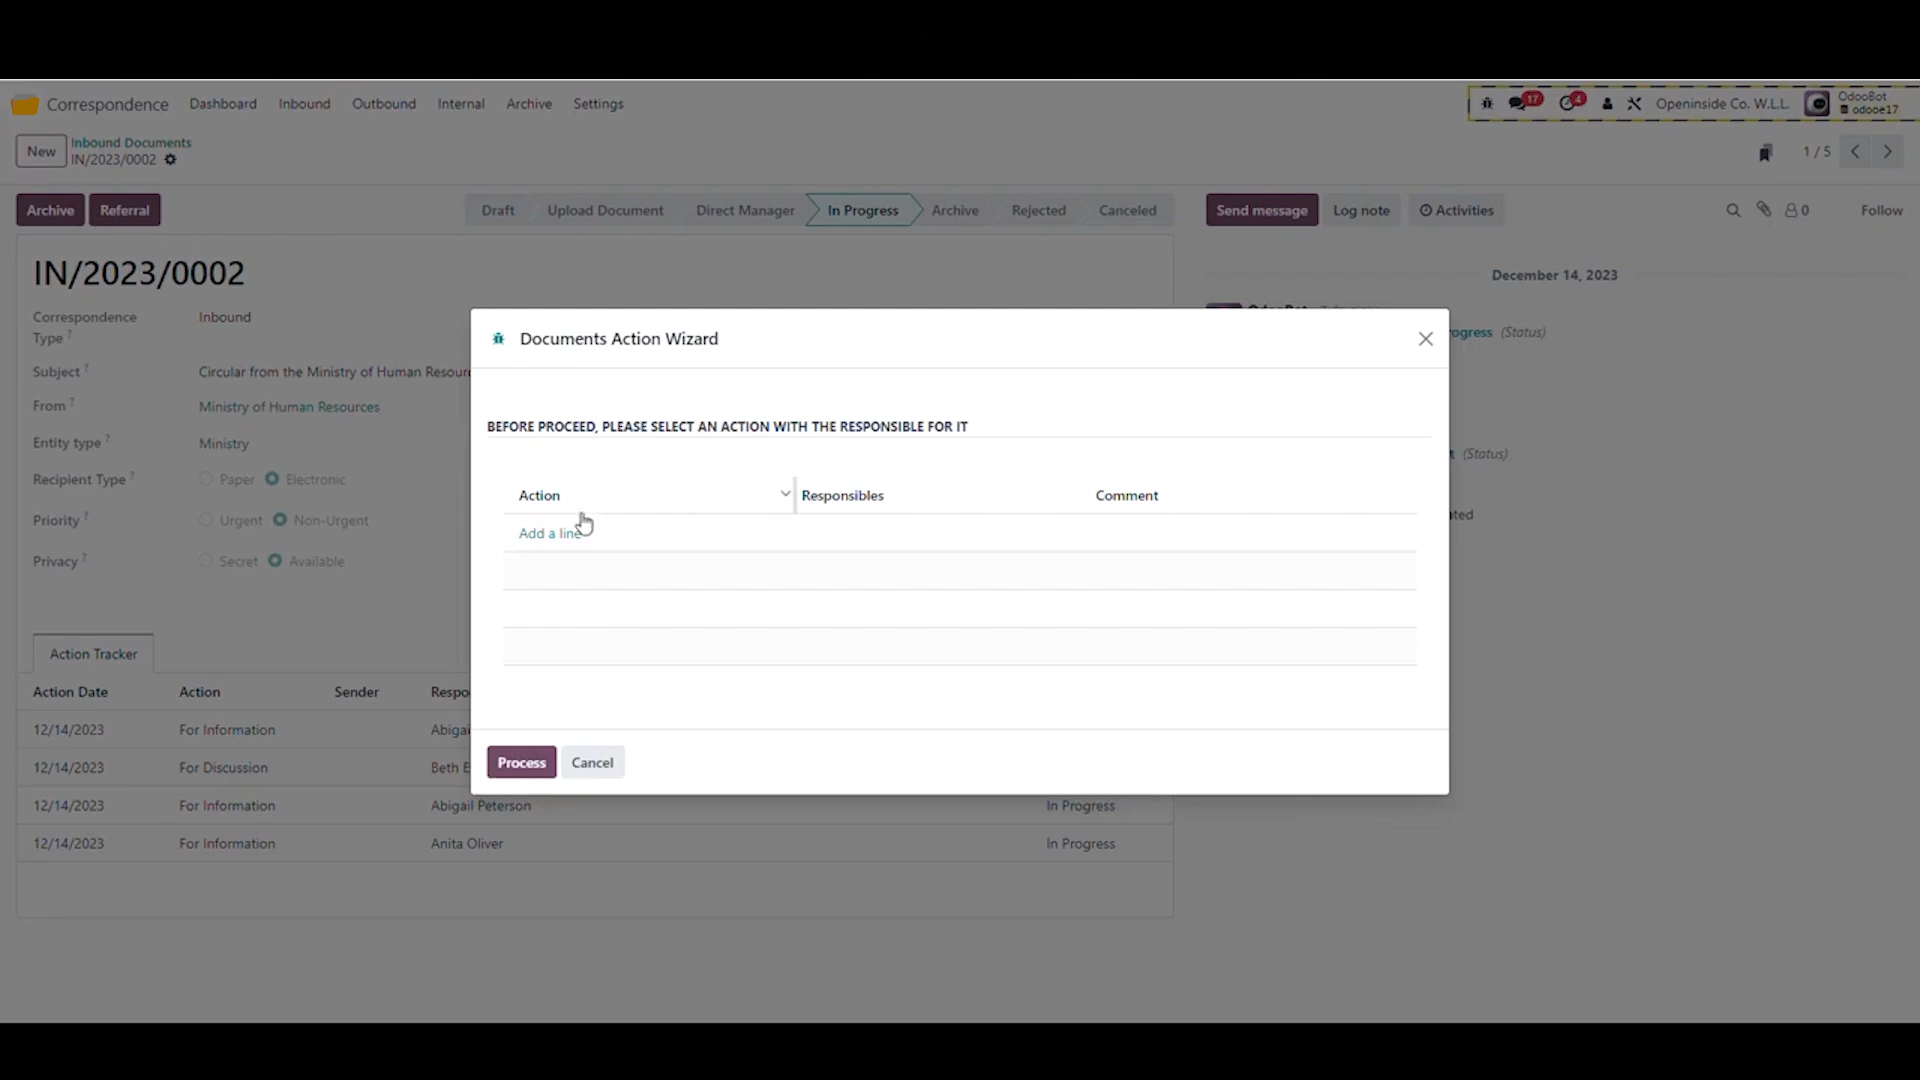 Correspondence Dashboard Inbound Outbound Internal Archive Settings
17 4 Openinside Co. W.L.L. OdooBot
odooe17
New Inbound Documents
IN/2023/0002
1 / 5
Archive Referral Draft Upload Document Direct Manager In Progress Archive Rejected Canceled
Send message Log note Activities 0 Follow
IN/2023/0002
December 14, 2023
Correspondence
Type ? Inbound
Subject ? Circular from the Ministry of Human Resour
From ? Ministry of Human Resources
Entity type ? Ministry
Recipient Type ? Paper Electronic
Priority ? Urgent Non-Urgent
Privacy ? Secret Available
Documents Action Wizard
BEFORE PROCEED, PLEASE SELECT AN ACTION WITH THE RESPONSIBLE FOR IT
Action Responsibles Comment
Add a line
Process Cancel
ogress (Status)
(Status)
ted
Action Tracker
Action Date Action Sender Respo
12/14/2023 For Information Abigai
12/14/2023 For Discussion Beth E
12/14/2023 For Information Abigail Peterson In Progress
12/14/2023 For Information Anita Oliver In Progress